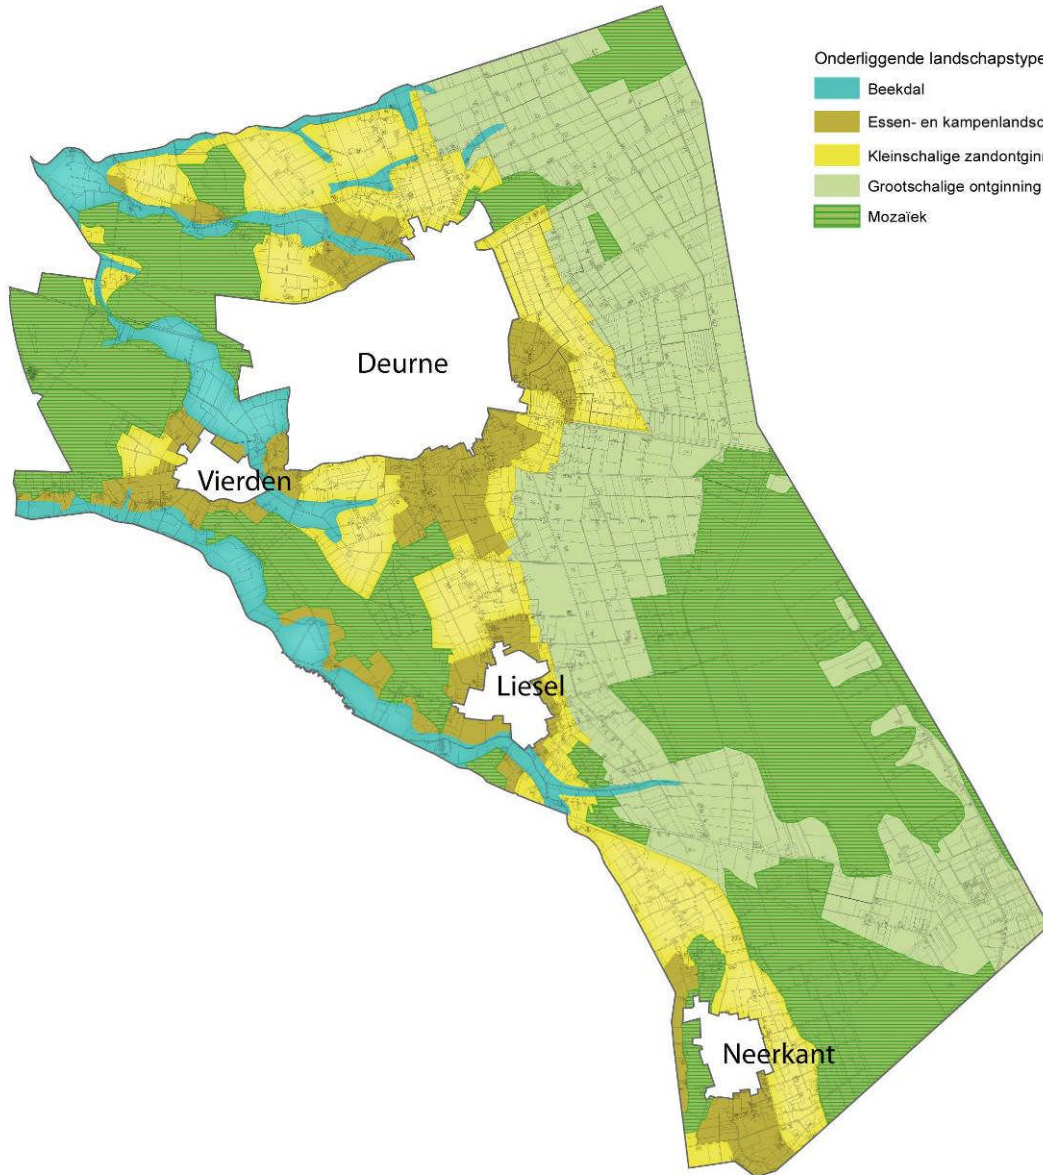 Onderliggende landschapstype
Beekdal
Essen- en kampenlandsc
Kleinschalige zandontginn
Grootschalige ontginning
Mozaïek
Deurne
Vierden
Liesel
Neerkant